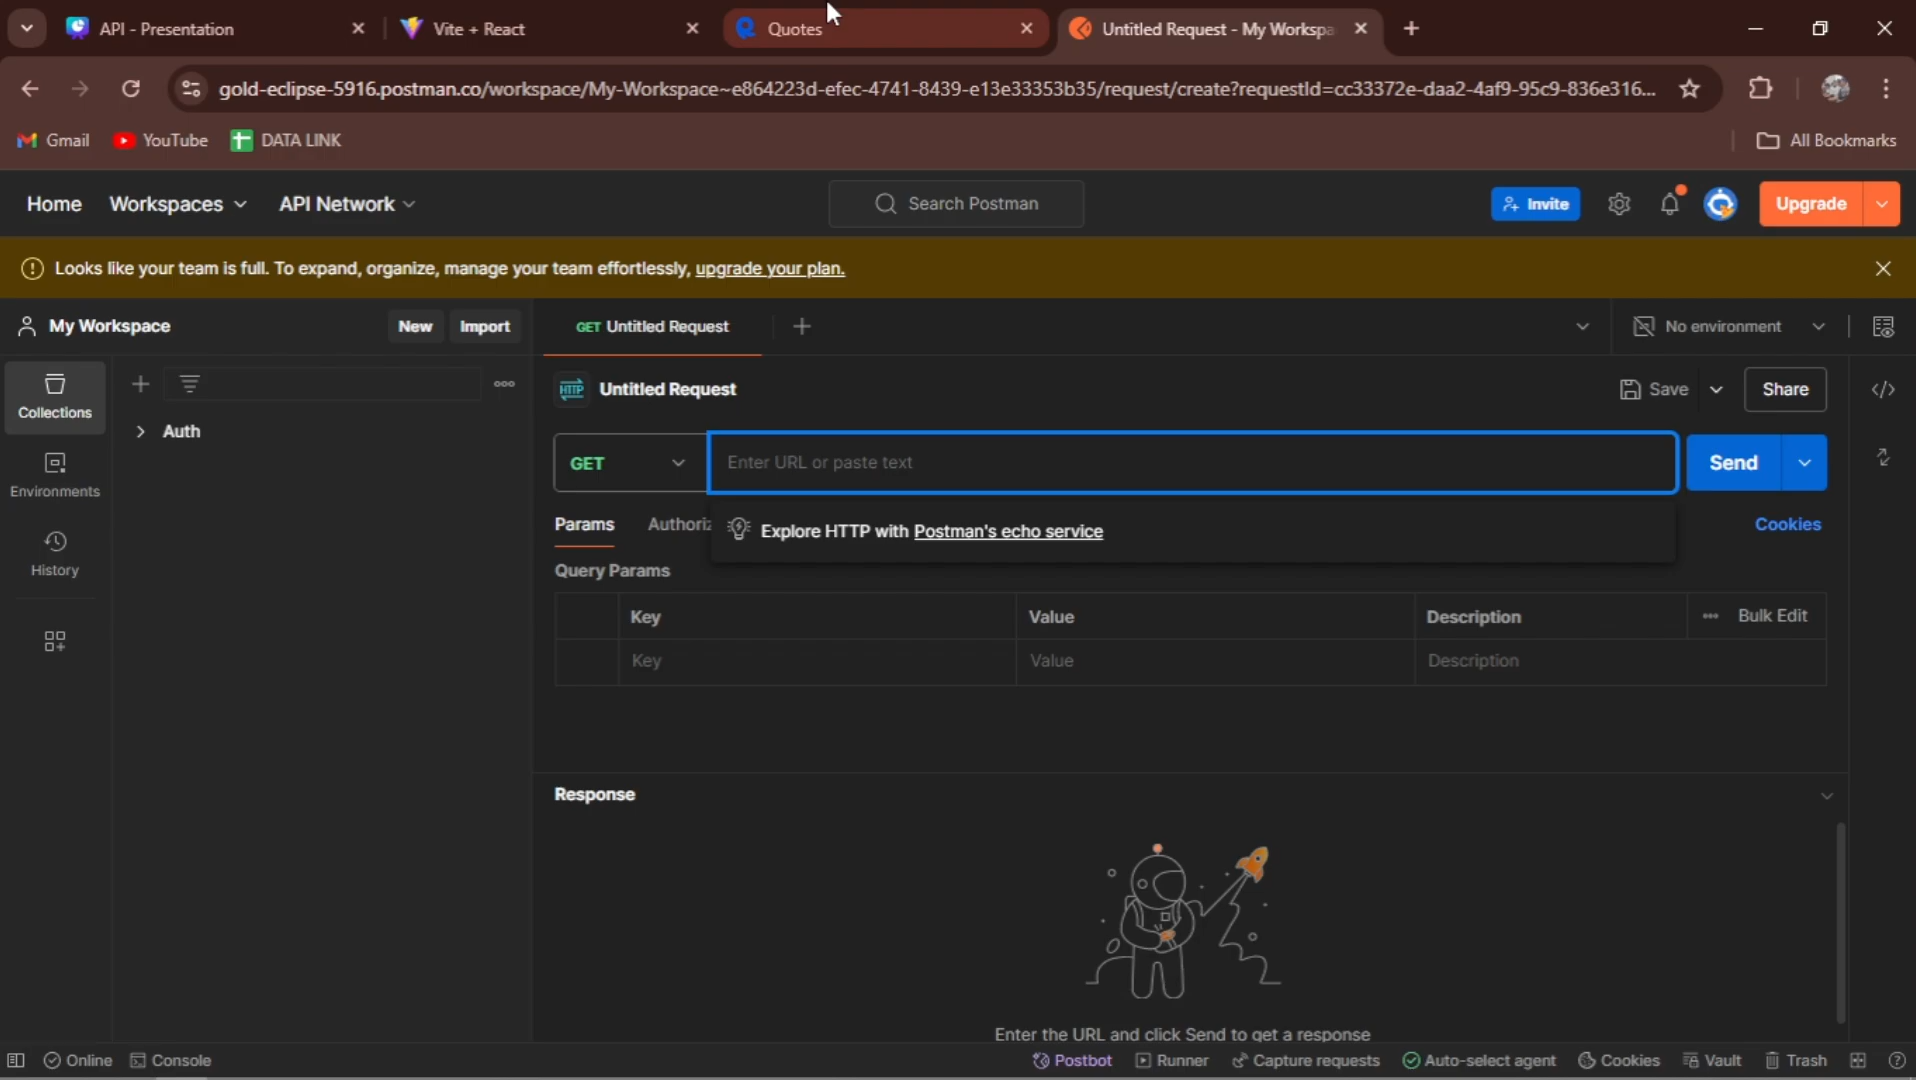 API - Presentation
Vite + React
Quotes
Untitled Request - My Workspa
gold-eclipse-5916.postman.co/workspace/My-Workspace~e864223d-efec-4741-8439-e13e33353b35/request/create?requestId=cc33372e-daa2-4af9-95c9-836e316...
Gmail
YouTube
DATA LINK
All Bookmarks
Home
Workspaces
API Network
Search Postman
Invite
Upgrade
Looks like your team is full. To expand, organize, manage your team effortlessly, upgrade your plan.
My Workspace
New
Import
GET Untitled Request
No environment
Collections
Auth
HTTP Untitled Request
Save
Share
Environments
GET
Enter URL or paste text
Send
Params
Authoriz
Explore HTTP with Postman's echo service
Cookies
History
Query Params
Key
Value
Description
Bulk Edit
Key
Value
Description
Response
Enter the URL and click Send to get a response
Online
Console
Postbot
Runner
Capture requests
Auto-select agent
Cookies
Vault
Trash